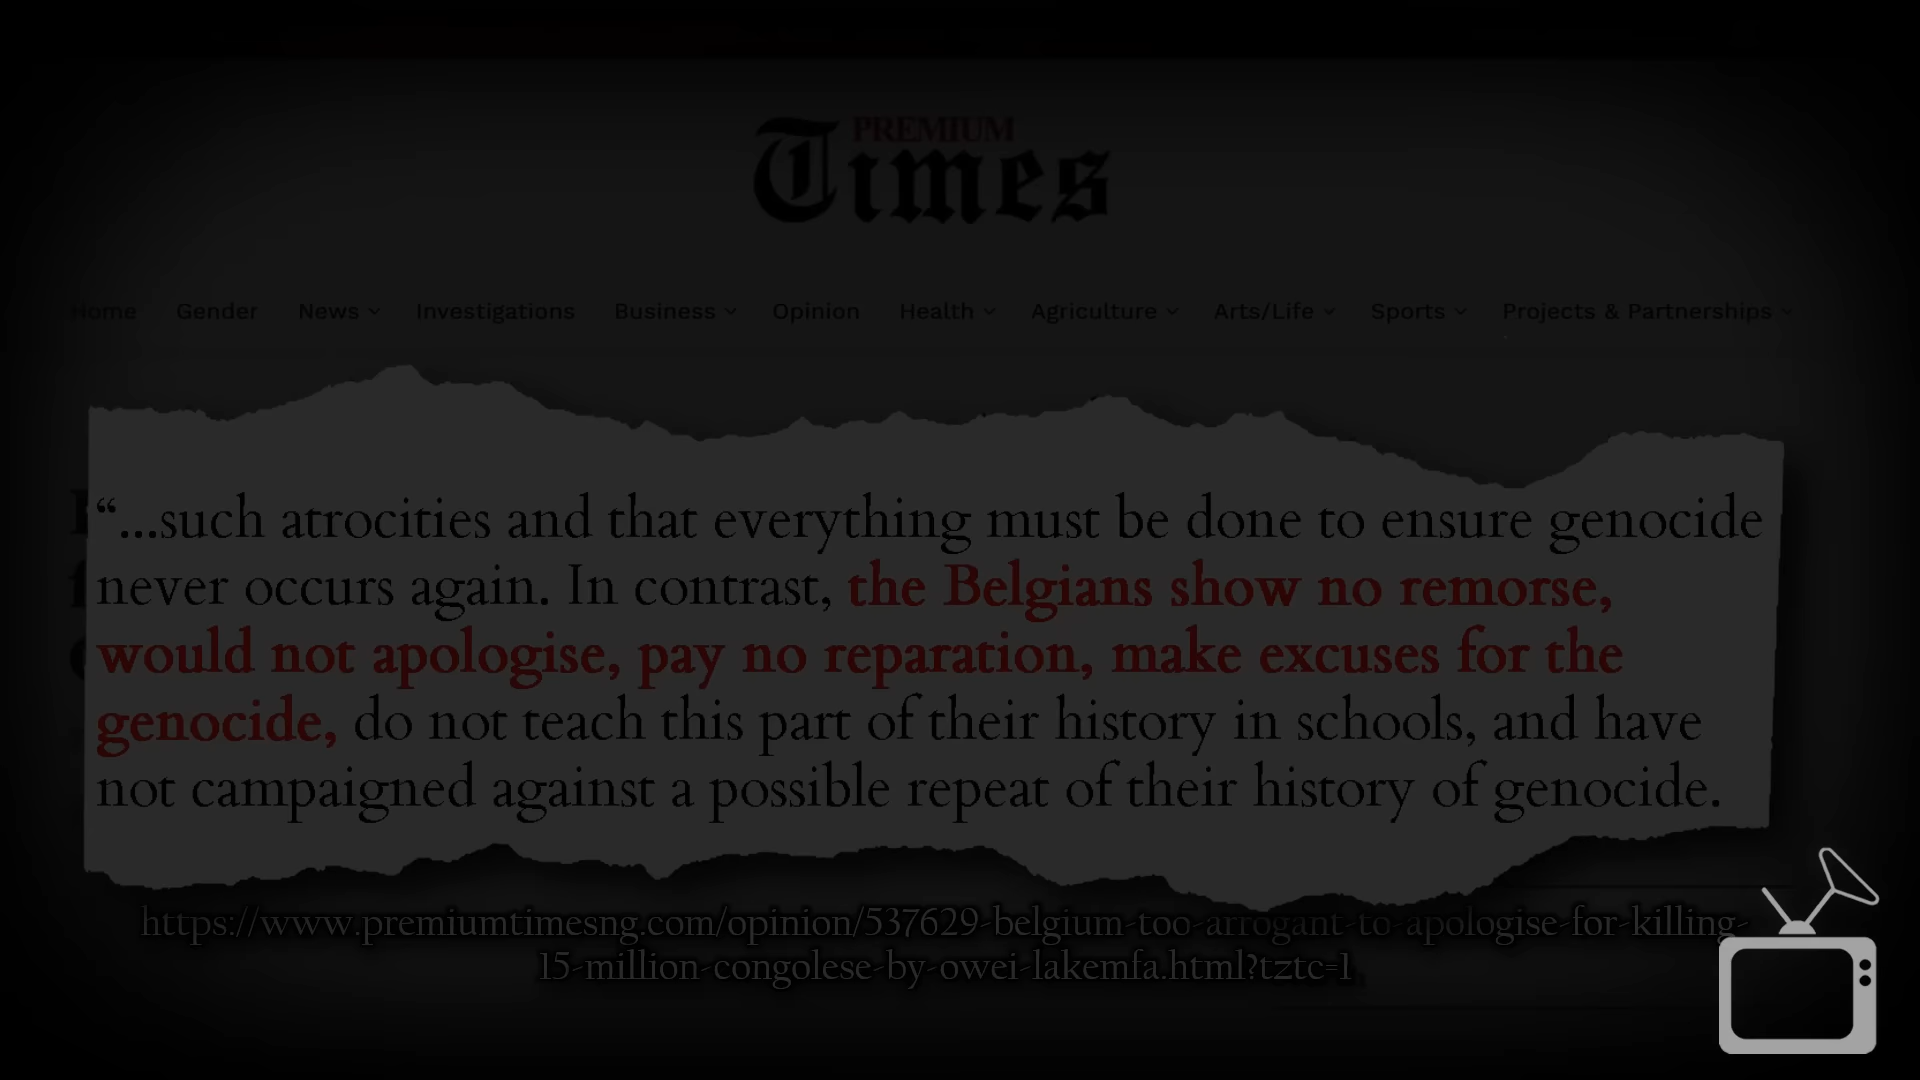 PREMIUM
Times
Home Gender News Investigations Business Opinion Health Agriculture Arts/Life Sports Projects & Partnerships
“...such atrocities and that everything must be done to ensure genocide
never occurs again. In contrast, the Belgians show no remorse,
would not apologise, pay no reparation, make excuses for the
genocide, do not teach this part of their history in schools, and have
not campaigned against a possible repeat of their history of genocide.
https://www.premiumtimesng.com/opinion/537629-belgium-too-arrogant-to-apologise-for-killing-
15-million-congolese-by-owei-lakemfa.html?tztc=1